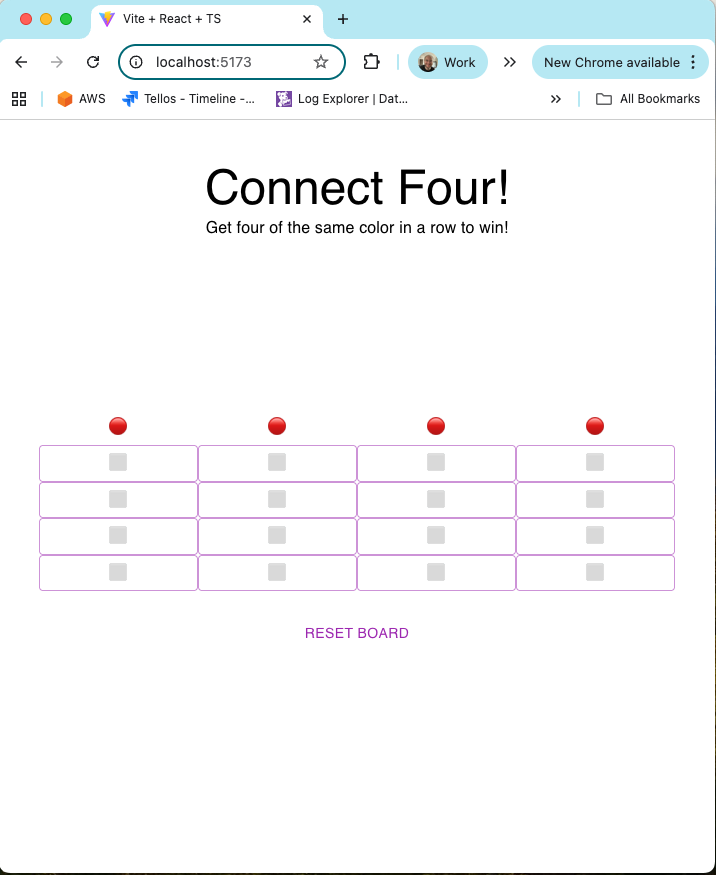 Vite + React + TS
localhost:5173
Work
New Chrome available
AWS
Tellos - Timeline -...
Log Explorer | Dat...
All Bookmarks
Connect Four!
Get four of the same color in a row to win!
RESET BOARD